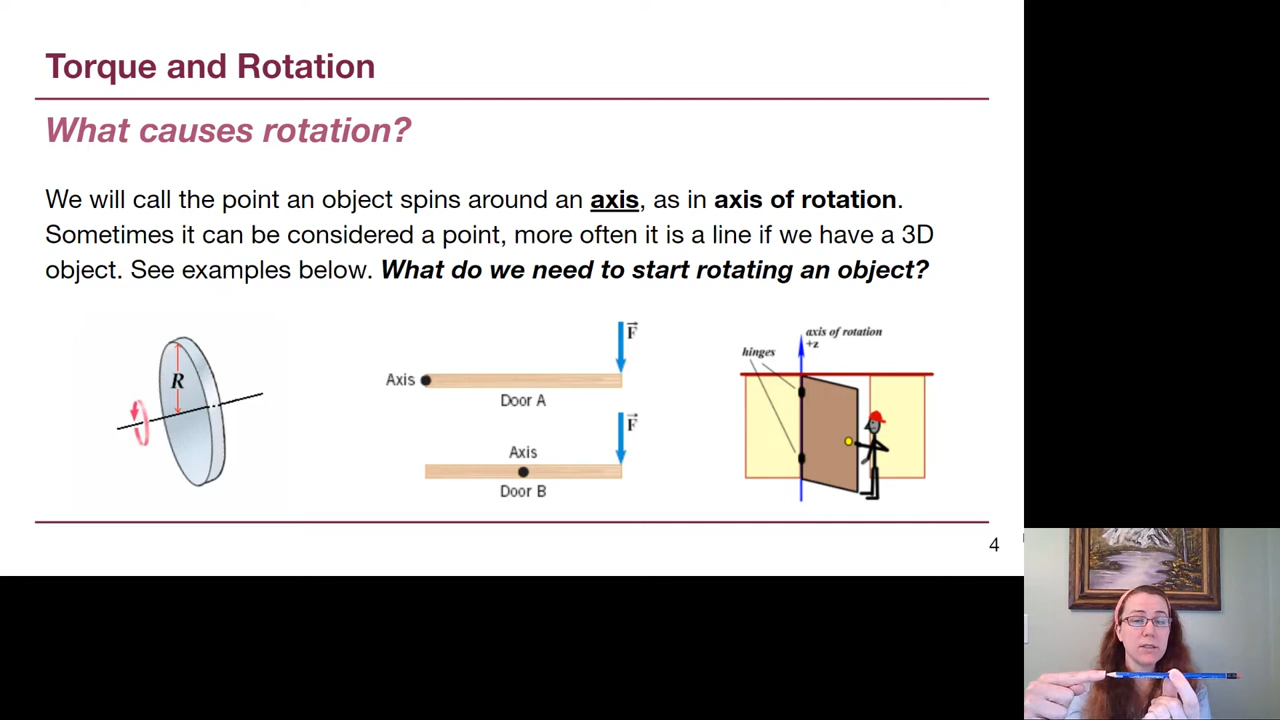 Torque and Rotation
What causes rotation?
We will call the point an object spins around an axis, as in axis of rotation.
Sometimes it can be considered a point, more often it is a line if we have a 3D
object. See examples below. What do we need to start rotating an object?
R
F
Axis
Door A
F
Axis
Door B
axis of rotation
+z
hinges
4